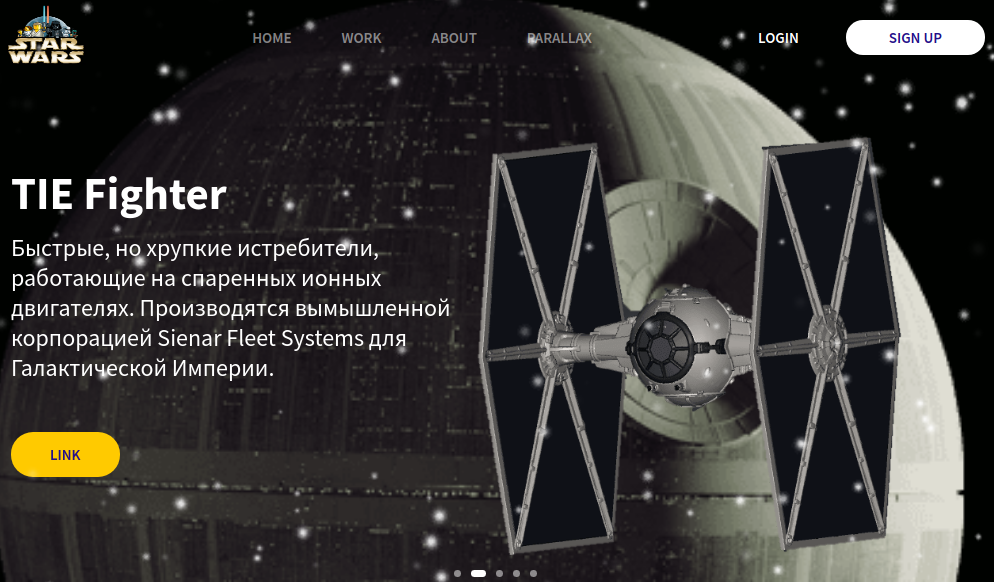 STAR
WARS
HOME WORK ABOUT PARALLAX LOGIN SIGN UP
TIE Fighter
Быстрые, но хрупкие истребители,
работающие на спаренных ионных
двигателях. Производятся вымышленной
корпорацией Sienar Fleet Systems для
Галактической Империи.
LINK